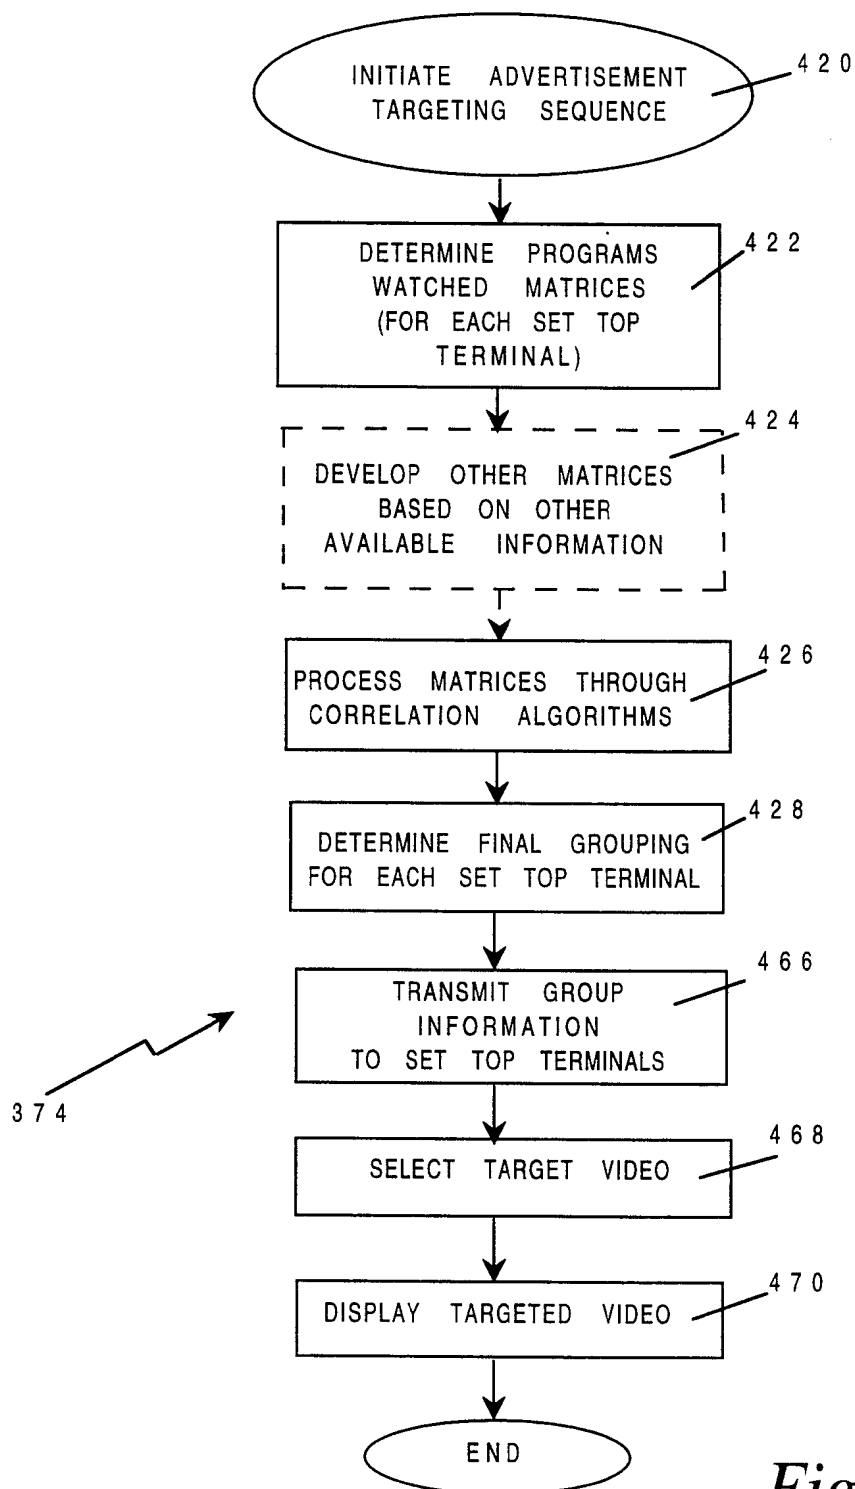 INITIATE ADVERTISEMENT
TARGETING SEQUENCE
420
DETERMINE PROGRAMS
WATCHED MATRICES
(FOR EACH SET TOP
TERMINAL)
422
DEVELOP OTHER MATRICES
BASED ON OTHER
AVAILABLE INFORMATION
424
PROCESS MATRICES THROUGH
CORRELATION ALGORITHMS
426
DETERMINE FINAL GROUPING
FOR EACH SET TOP TERMINAL
428
TRANSMIT GROUP
INFORMATION
TO SET TOP TERMINALS
466
374
SELECT TARGET VIDEO
468
DISPLAY TARGETED VIDEO
470
END